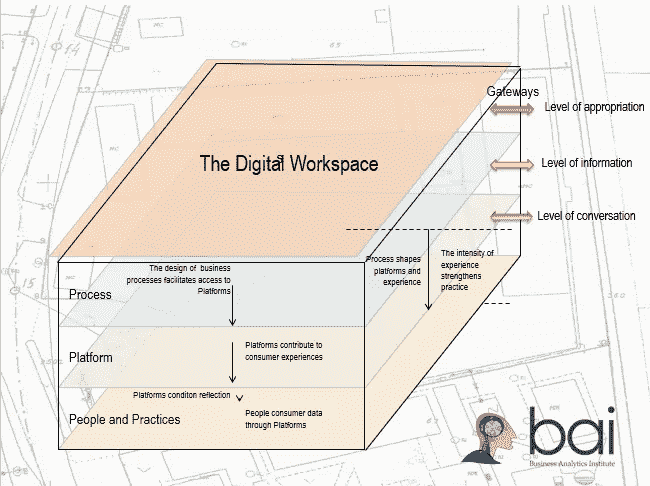 The Digital Workspace
Gateways
Level of appropriation
Level of information
Level of conversation
Process
The design of business
processes facilitates access to
Platforms
Process shapes
platforms and
experience
The intensity of
experience
strengthens
practice
Platform
Platforms contribute to
consumer experiences
Platforms conditon reflection
People and Practices
People consumer data
through Platforms
bai
Business Analytics Institute